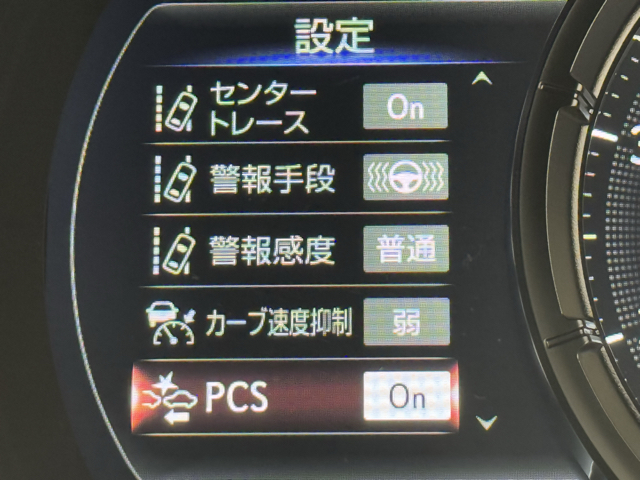 設定
センター
トレース
On
警報手段
警報感度
普通
カーブ速度抑制
弱
PCS
On